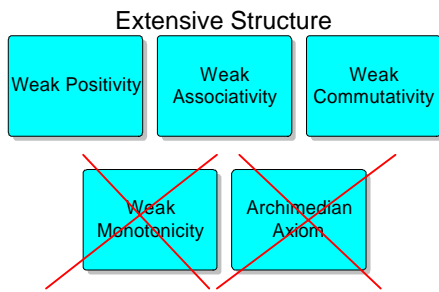 Extensive Structure
Weak Positivity
Weak
Associativity
Weak
Commutativity
Weak
Monotonicity
Archimedian
Axiom